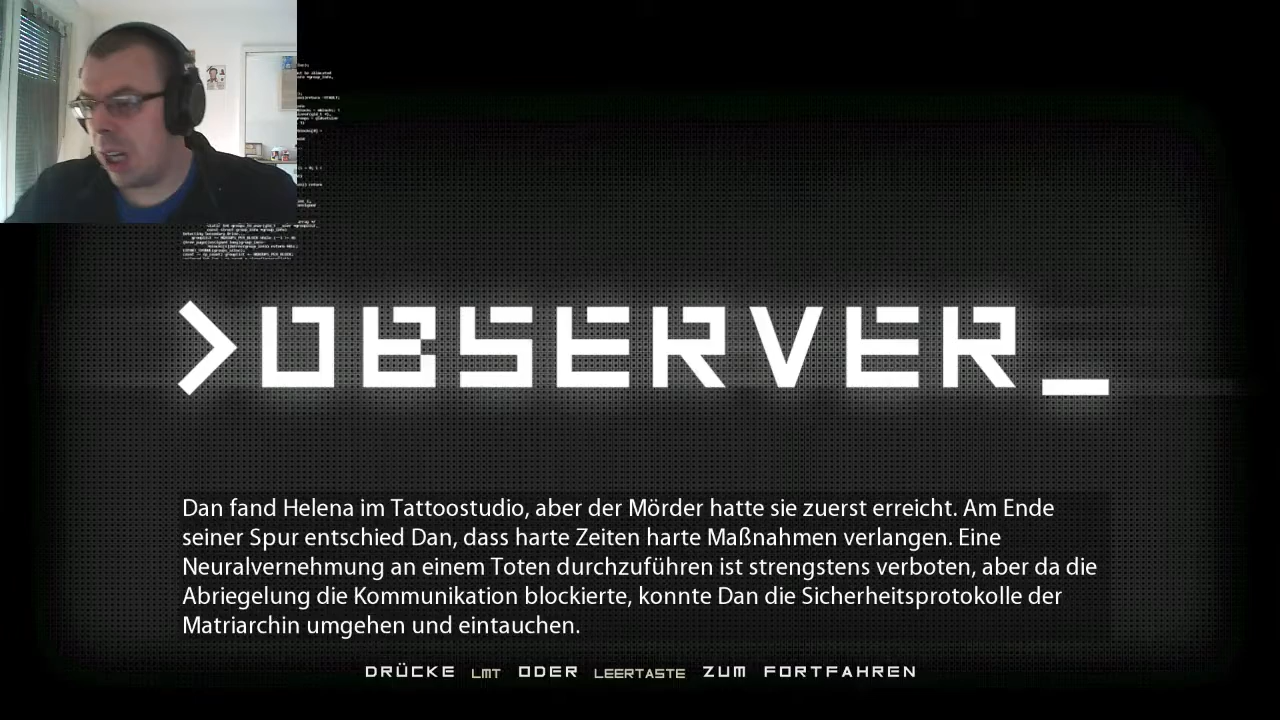 >OBSERVER_
Dan fand Helena im Tattoostudio, aber der Mörder hatte sie zuerst erreicht. Am Ende
seiner Spur entschied Dan, dass harte Zeiten harte Maßnahmen verlangen. Eine
Neuralvernehmung an einem Toten durchzuführen ist strengstens verboten, aber da die
Abriegelung die Kommunikation blockierte, konnte Dan die Sicherheitsprotokolle der
Matriarchin umgehen und eintauchen.
DRÜCKE LMT ODER LEERTASTE ZUM FORTFAHREN